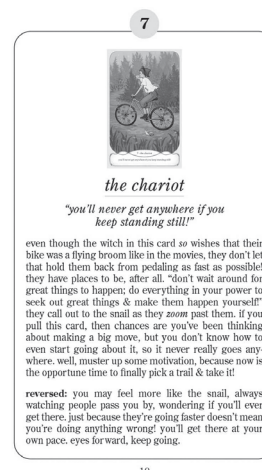 7
the chariot
“you’ll never get anywhere if you
keep standing still!”
even though the witch in this card so wishes that their
bike was a flying broom like in the movies, they don’t let
that hold them back from pedaling as fast as possible!
they have places to be, after all. “don’t wait around for
great things to happen; do everything in your power to
seek out great things & make them happen yourself!”
they call out to the snail as they zoom past them. if you
pull this card, then chances are you’ve been thinking
about making a big move, but you don’t know how to
even start going about it, so it never really goes any-
where. well, muster up some motivation, because now is
the opportune time to finally pick a trail & take it!
reversed: you may feel more like the snail, always
watching people pass you by, wondering if you’ll ever
get there. just because they’re going faster doesn’t mean
you’re doing anything wrong! you’ll get there at your
own pace. eyes forward, keep going.